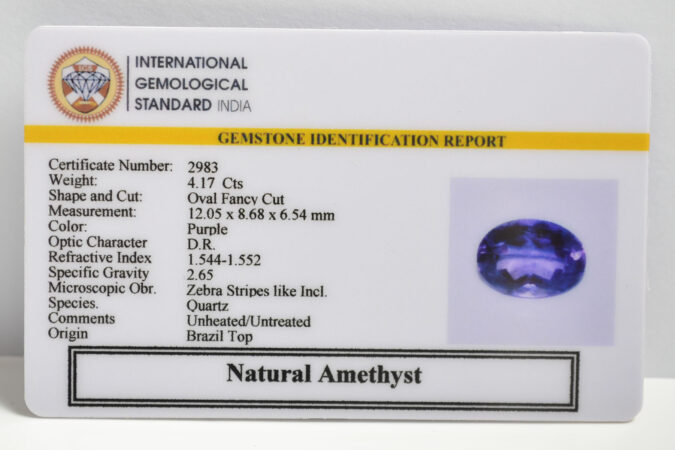 INTERNATIONAL
GEMOLOGICAL
STANDARD INDIA
GEMSTONE IDENTIFICATION REPORT
Certificate Number: 2983
Weight: 4.17 Cts
Shape and Cut: Oval Fancy Cut
Measurement: 12.05 x 8.68 x 6.54 mm
Color: Purple
Optic Character D.R.
Refractive Index 1.544-1.552
Specific Gravity 2.65
Microscopic Obr. Zebra Stripes like Incl.
Species. Quartz
Comments Unheated/Untreated
Origin Brazil Top
Natural Amethyst